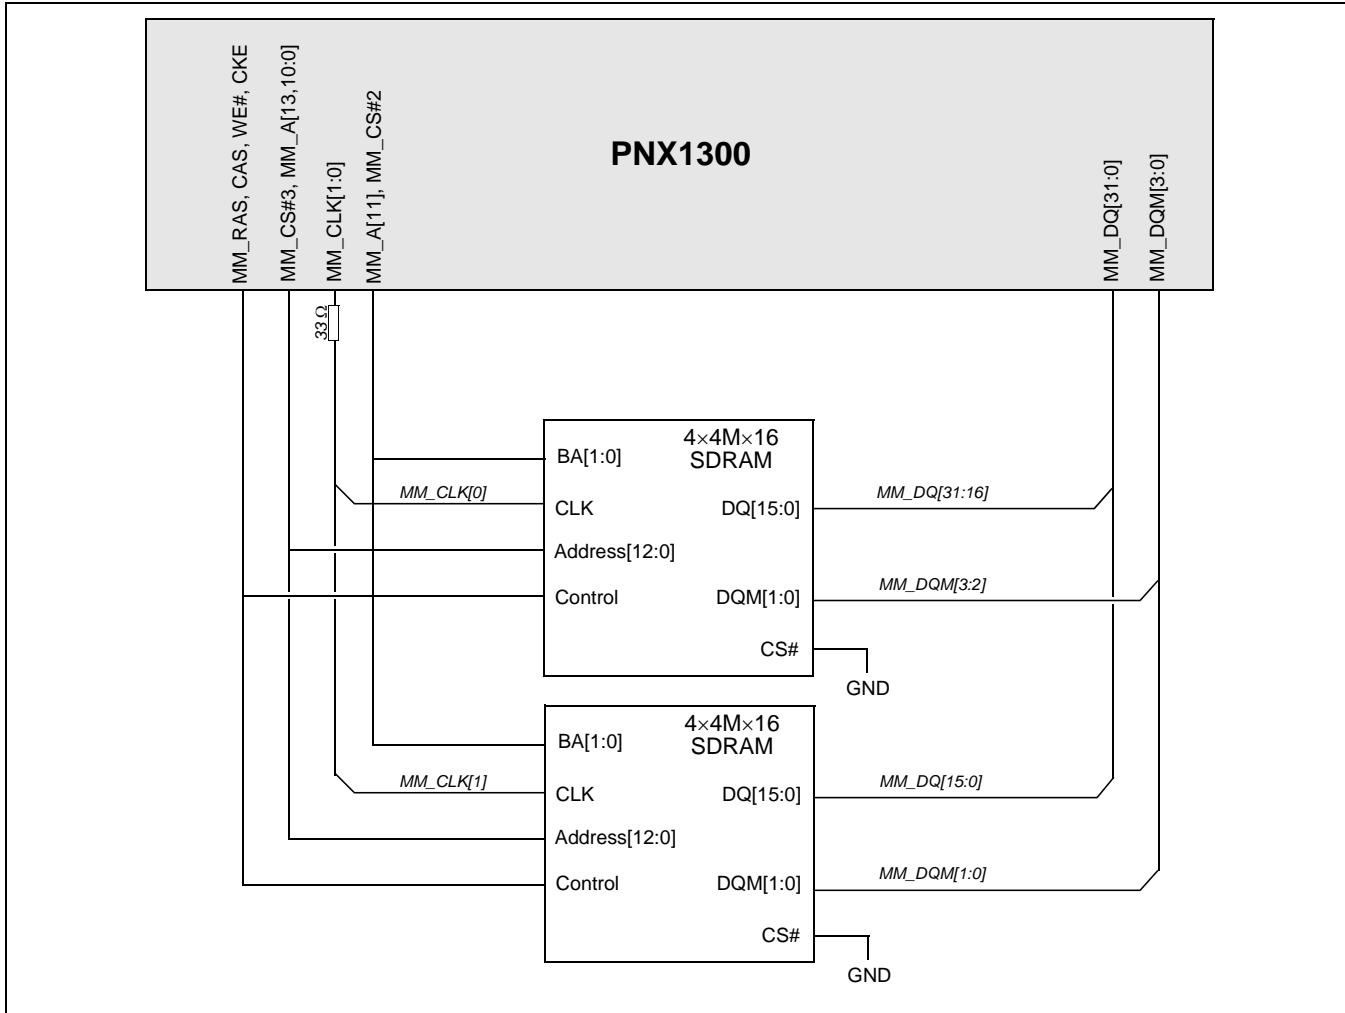 MM_RAS, CAS, WE#, CKE
MM_CS#3, MM_A[13,10:0]
MM_CLK[1:0]
MM_A[11], MM_CS#2
PNX1300
MM_DQ[31:0]
MM_DQM[3:0]
33 Ω
4×4M×16
SDRAM
BA[1:0]
MM_CLK[0]
CLK
DQ[15:0]
MM_DQ[31:16]
Address[12:0]
Control
DQM[1:0]
MM_DQM[3:2]
CS#
GND
4×4M×16
SDRAM
BA[1:0]
MM_CLK[1]
CLK
DQ[15:0]
MM_DQ[15:0]
Address[12:0]
Control
DQM[1:0]
MM_DQM[1:0]
CS#
GND